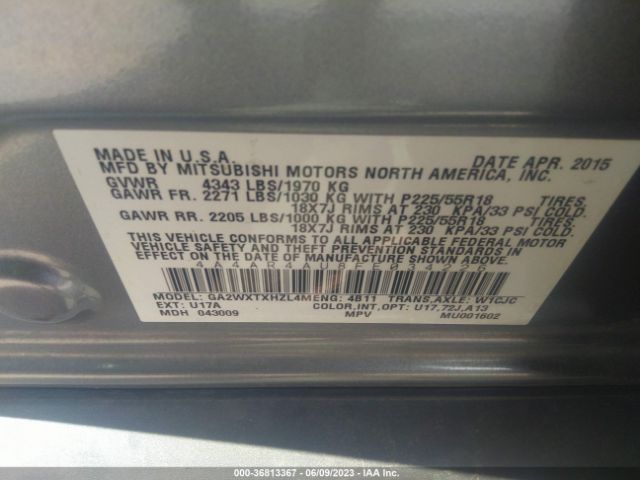 MADE IN U.S.A. DATE APR. 2015
MFD BY MITSUBISHI MOTORS NORTH AMERICA, INC.
GVWR 4343 LBS/1970 KG
GAWR FR. 2271 LBS/1030 KG WITH P225/55R18 TIRES
18X7J RIMS AT 230 KPA/33 PSI COLD.
GAWR RR. 2205 LBS/1000 KG WITH P225/55R18 TIRES
18X7J RIMS AT 230 KPA/33 PSI COLD.
THIS VEHICLE CONFORMS TO ALL APPLICABLE FEDERAL MOTOR
VEHICLE SAFETY AND THEFT PREVENTION STANDARDS IN
EFFECT ON THE DATE OF MANUFACTURE SHOWN ABOVE.
4A4AR4AU8FE034226
MODEL: GA2WXTXHZL4M ENG: 4B11 TRANS.AXLE: W1CJC
EXT: U17A COLOR,INT,OPT: U17,72J,A13
MDH 043009 MPV MU001602
000-36813367 - 06/09/2023 - IAA